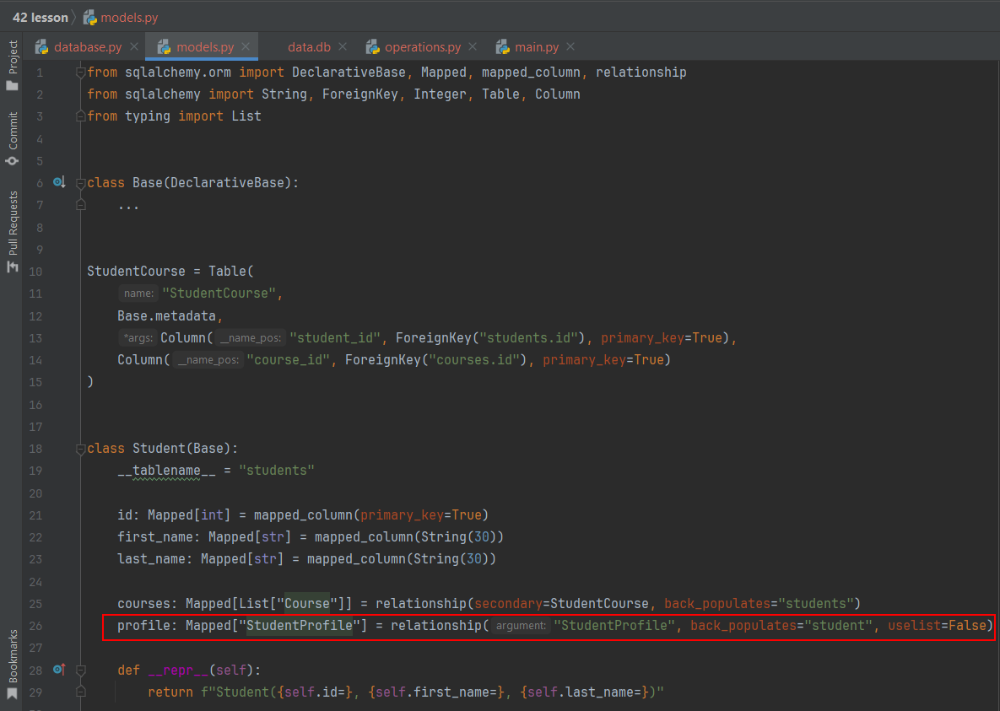 42 lesson models.py
database.py models.py data.db operations.py main.py
Project
Commit
Pull Requests
Bookmarks
1 from sqlalchemy.orm import DeclarativeBase, Mapped, mapped_column, relationship
2 from sqlalchemy import String, ForeignKey, Integer, Table, Column
3 from typing import List
4
5
6 class Base(DeclarativeBase):
7 ...
8
9
10 StudentCourse = Table(
11 name: "StudentCourse",
12 Base.metadata,
13 *args: Column( __name_pos: "student_id", ForeignKey("students.id"), primary_key=True),
14 Column( __name_pos: "course_id", ForeignKey("courses.id"), primary_key=True)
15 )
16
17
18 class Student(Base):
19 __tablename__ = "students"
20
21 id: Mapped[int] = mapped_column(primary_key=True)
22 first_name: Mapped[str] = mapped_column(String(30))
23 last_name: Mapped[str] = mapped_column(String(30))
24
25 courses: Mapped[List["Course"]] = relationship(secondary=StudentCourse, back_populates="students")
26 profile: Mapped["StudentProfile"] = relationship( argument: "StudentProfile", back_populates="student", uselist=False)
27
28 def __repr__(self):
29 return f"Student({self.id=}, {self.first_name=}, {self.last_name=})"